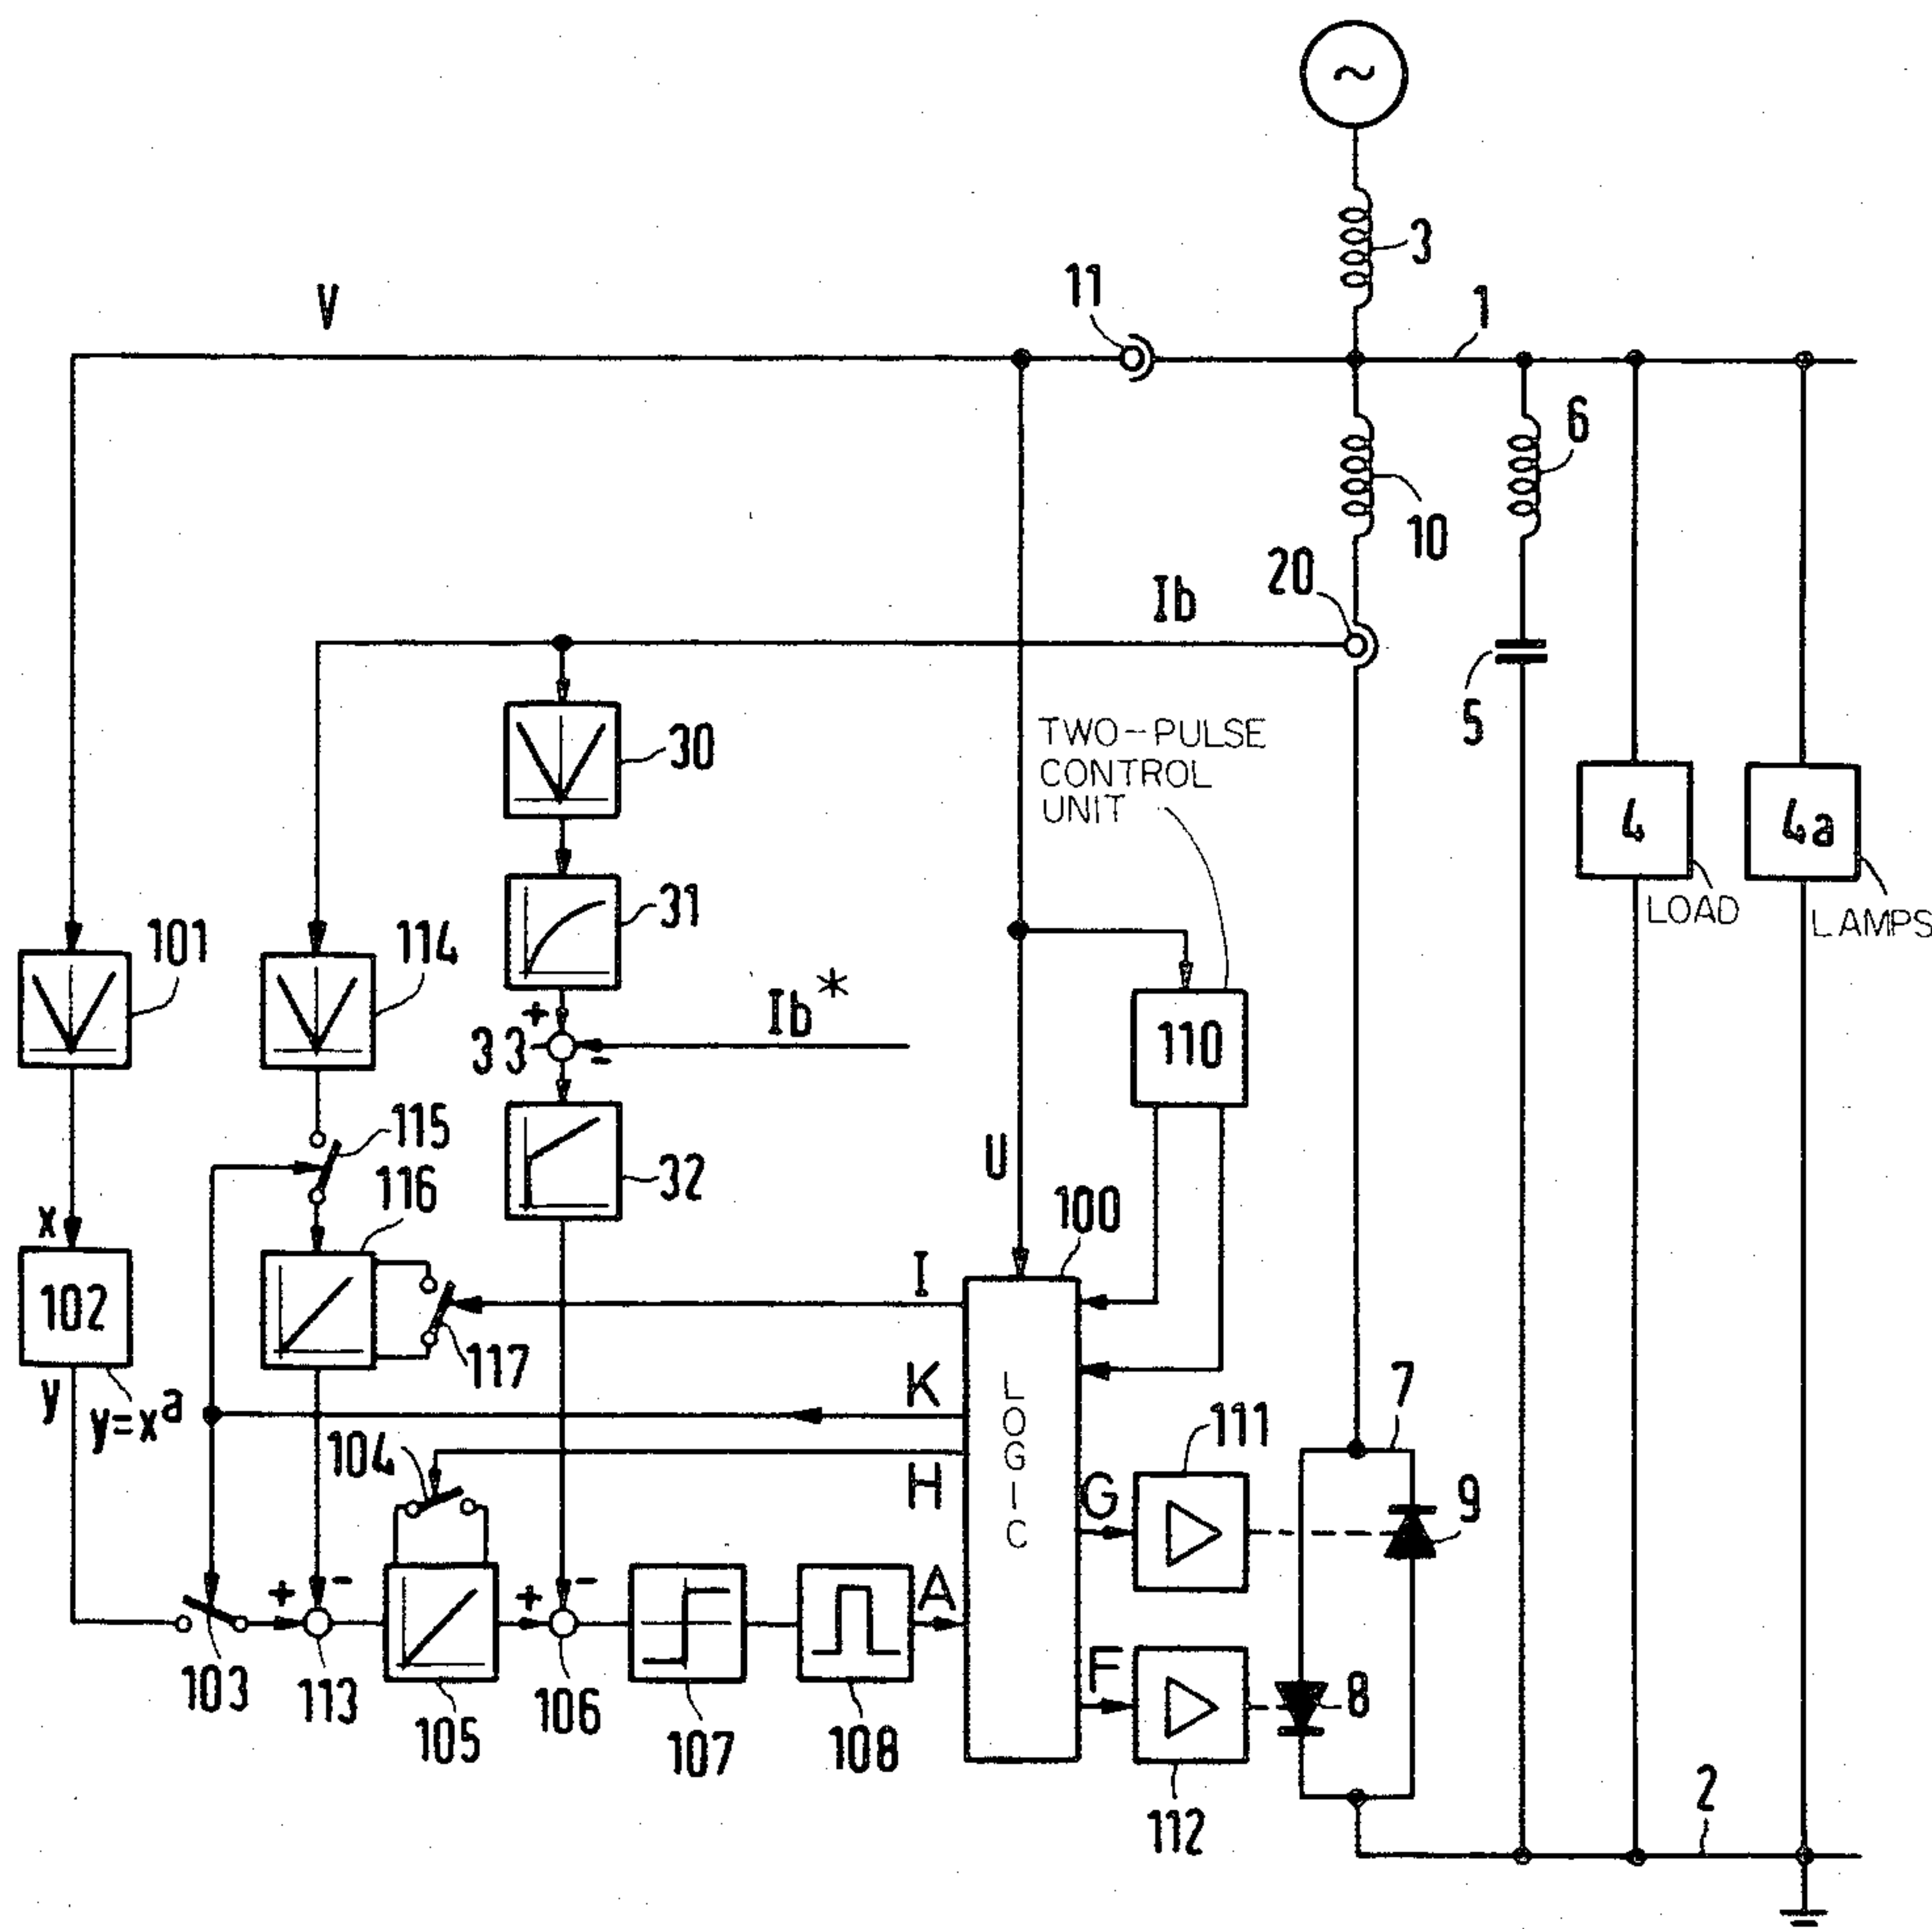 ~
3
11
1
V
6
10
20
Ib
5
TWO-PULSE
CONTROL
UNIT
30
4
4a
31
LOAD
LAMPS
101
114
Ib*
+
33
-
110
115
U
32
116
100
x
102
I
117
y
y=xᵃ
K
7
LOGIC
104
111
H
G
9
+
-
+
-
A
F
8
103
113
105
106
107
108
112
2